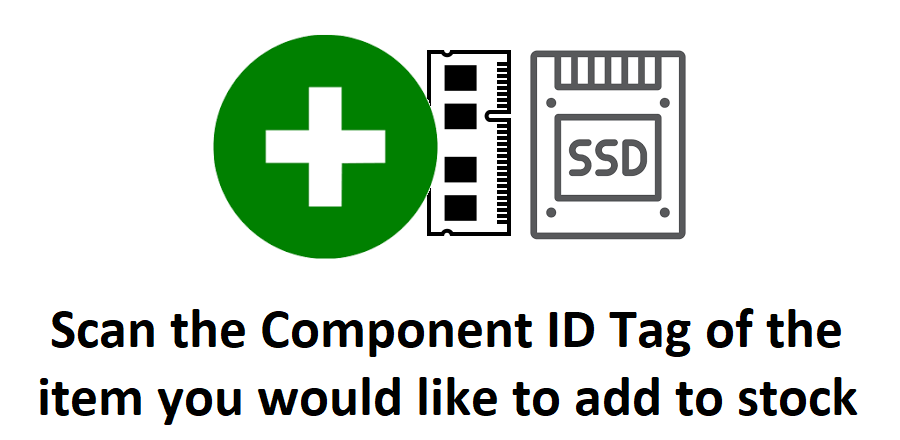 SSD
Scan the Component ID Tag of the
item you would like to add to stock